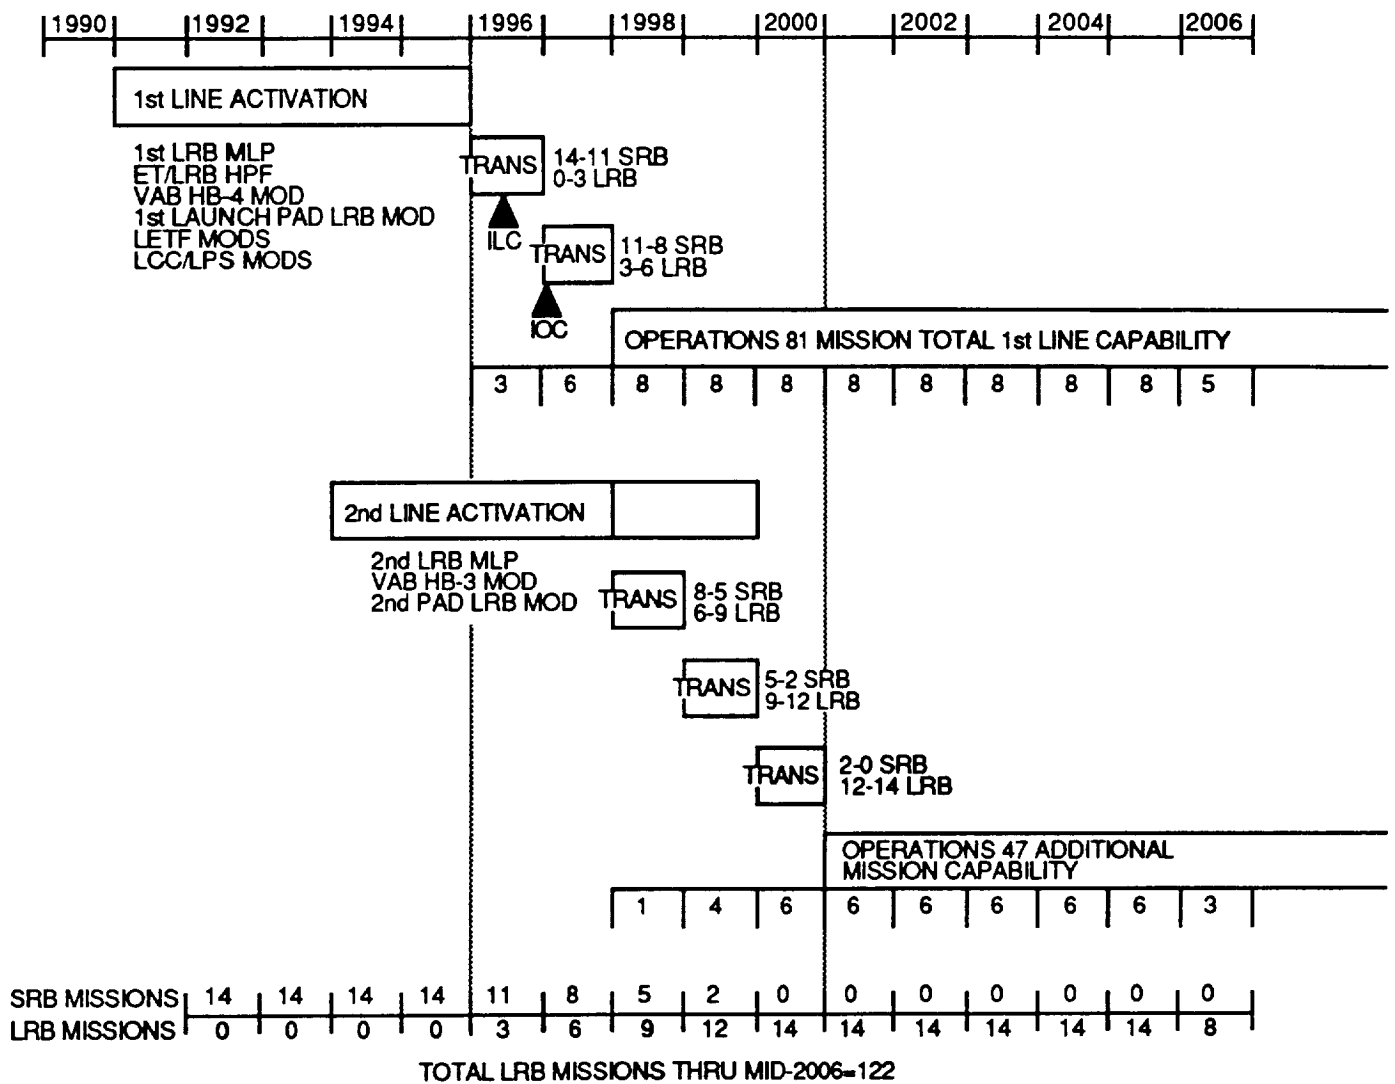 1990 1992 1994 1996 1998 2000 2002 2004 2006
1st LINE ACTIVATION
1st LRB MLP
ET/LRB HPF
VAB HB-4 MOD
1st LAUNCH PAD LRB MOD
LETF MODS
LCC/LPS MODS
TRANS
14-11 SRB
0-3 LRB
ILC
TRANS
11-8 SRB
3-6 LRB
IOC
OPERATIONS 81 MISSION TOTAL 1st LINE CAPABILITY
3 6 8 8 8 8 8 8 8 8 5
2nd LINE ACTIVATION
2nd LRB MLP
VAB HB-3 MOD
2nd PAD LRB MOD
TRANS
8-5 SRB
6-9 LRB
TRANS
5-2 SRB
9-12 LRB
TRANS
2-0 SRB
12-14 LRB
OPERATIONS 47 ADDITIONAL
MISSION CAPABILITY
1 4 6 6 6 6 6 6 3
SRB MISSIONS 14 14 14 14 11 8 5 2 0 0 0 0 0 0 0
LRB MISSIONS 0 0 0 0 3 6 9 12 14 14 14 14 14 14 8
TOTAL LRB MISSIONS THRU MID-2006=122